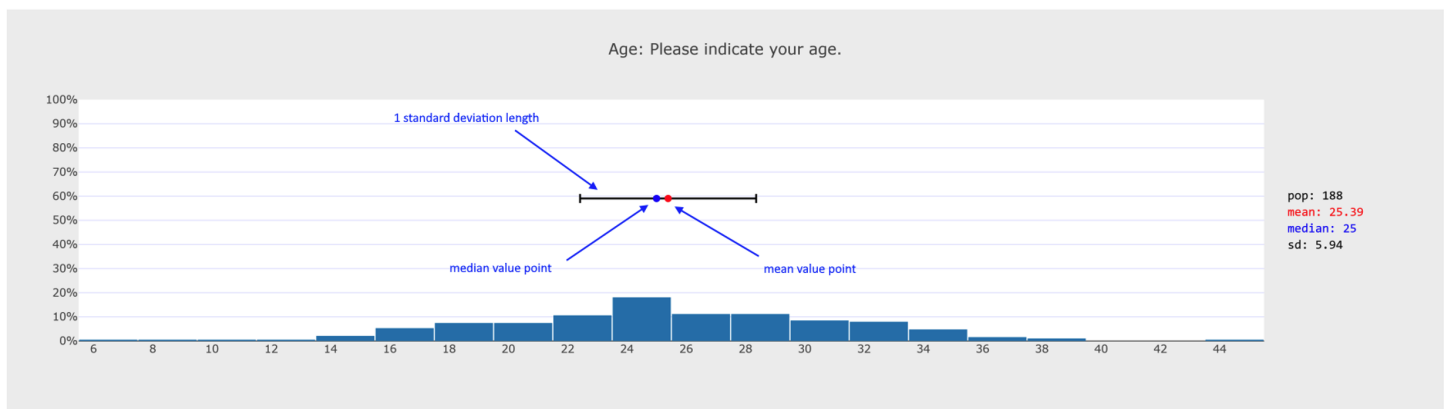 Age: Please indicate your age.
100%
90%
80%
70%
60%
50%
40%
30%
20%
10%
0%
1 standard deviation length
median value point
mean value point
6 8 10 12 14 16 18 20 22 24 26 28 30 32 34 36 38 40 42 44
pop: 188
mean: 25.39
median: 25
sd: 5.94